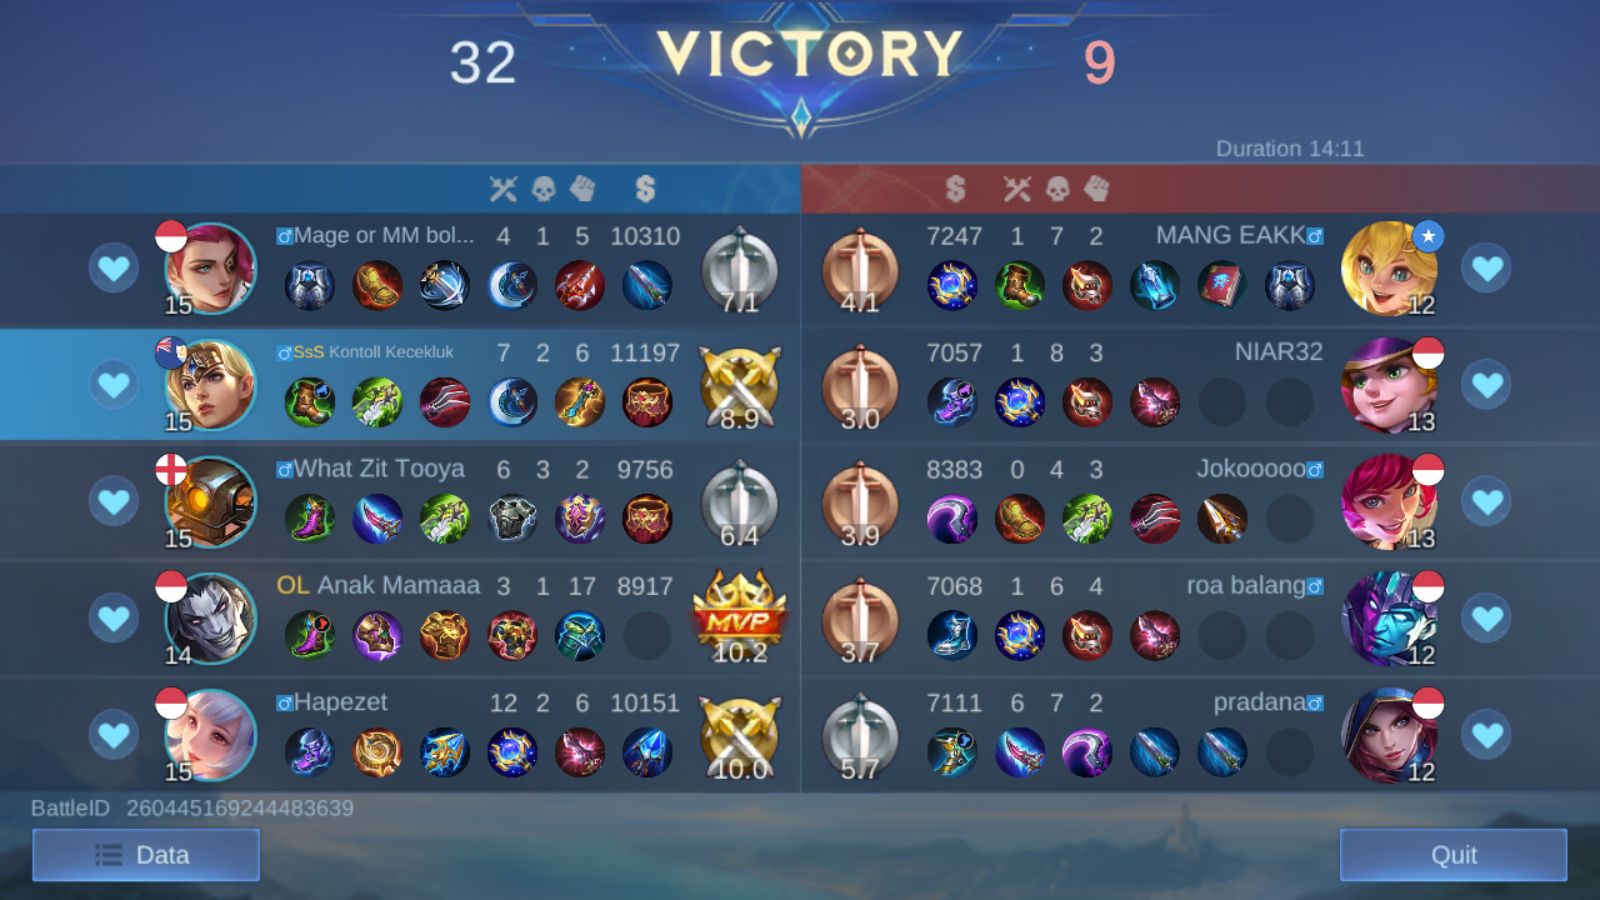 32 VICTORY 9
Duration 14:11
Mage or MM bol... 4 1 5 10310
15 7.1
7247 1 7 2 MANG EAKK
4.1 12
SsS Kontoll Kecekluk 7 2 6 11197
15 8.9
7057 1 8 3 NIAR32
3.0 13
What Zit Tooya 6 3 2 9756
15 6.4
8383 0 4 3 Jokooooo
3.9 13
OL Anak Mamaaa 3 1 17 8917
MVP
14 10.2
7068 1 6 4 roa balang
3.7 12
Hapezet 12 2 6 10151
15 10.0
7111 6 7 2 pradana
5.7 12
BattleID 260445169244483639
Data Quit